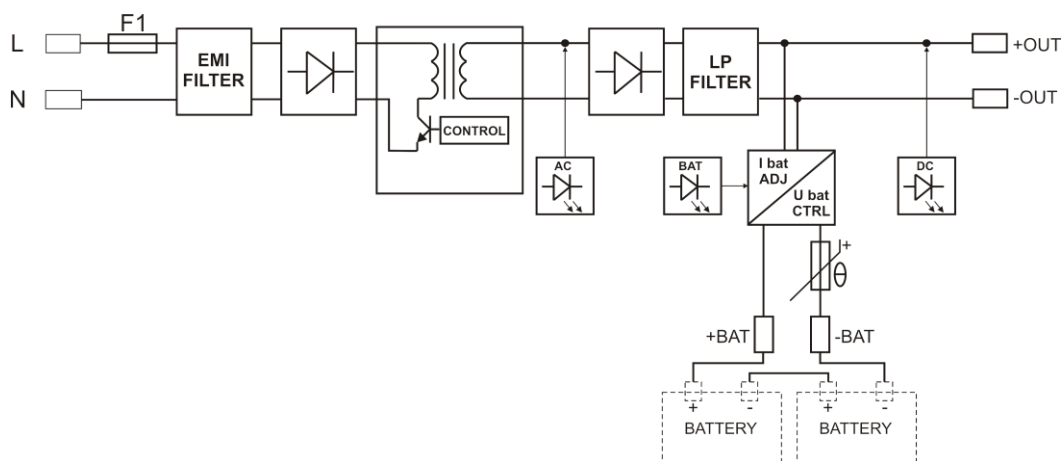 L
F1
N
EMI
FILTER
CONTROL
LP
FILTER
+OUT
-OUT
AC
BAT
I bat
ADJ
U bat
CTRL
DC
I+
θ
+BAT
-BAT
+ -
BATTERY
+ -
BATTERY